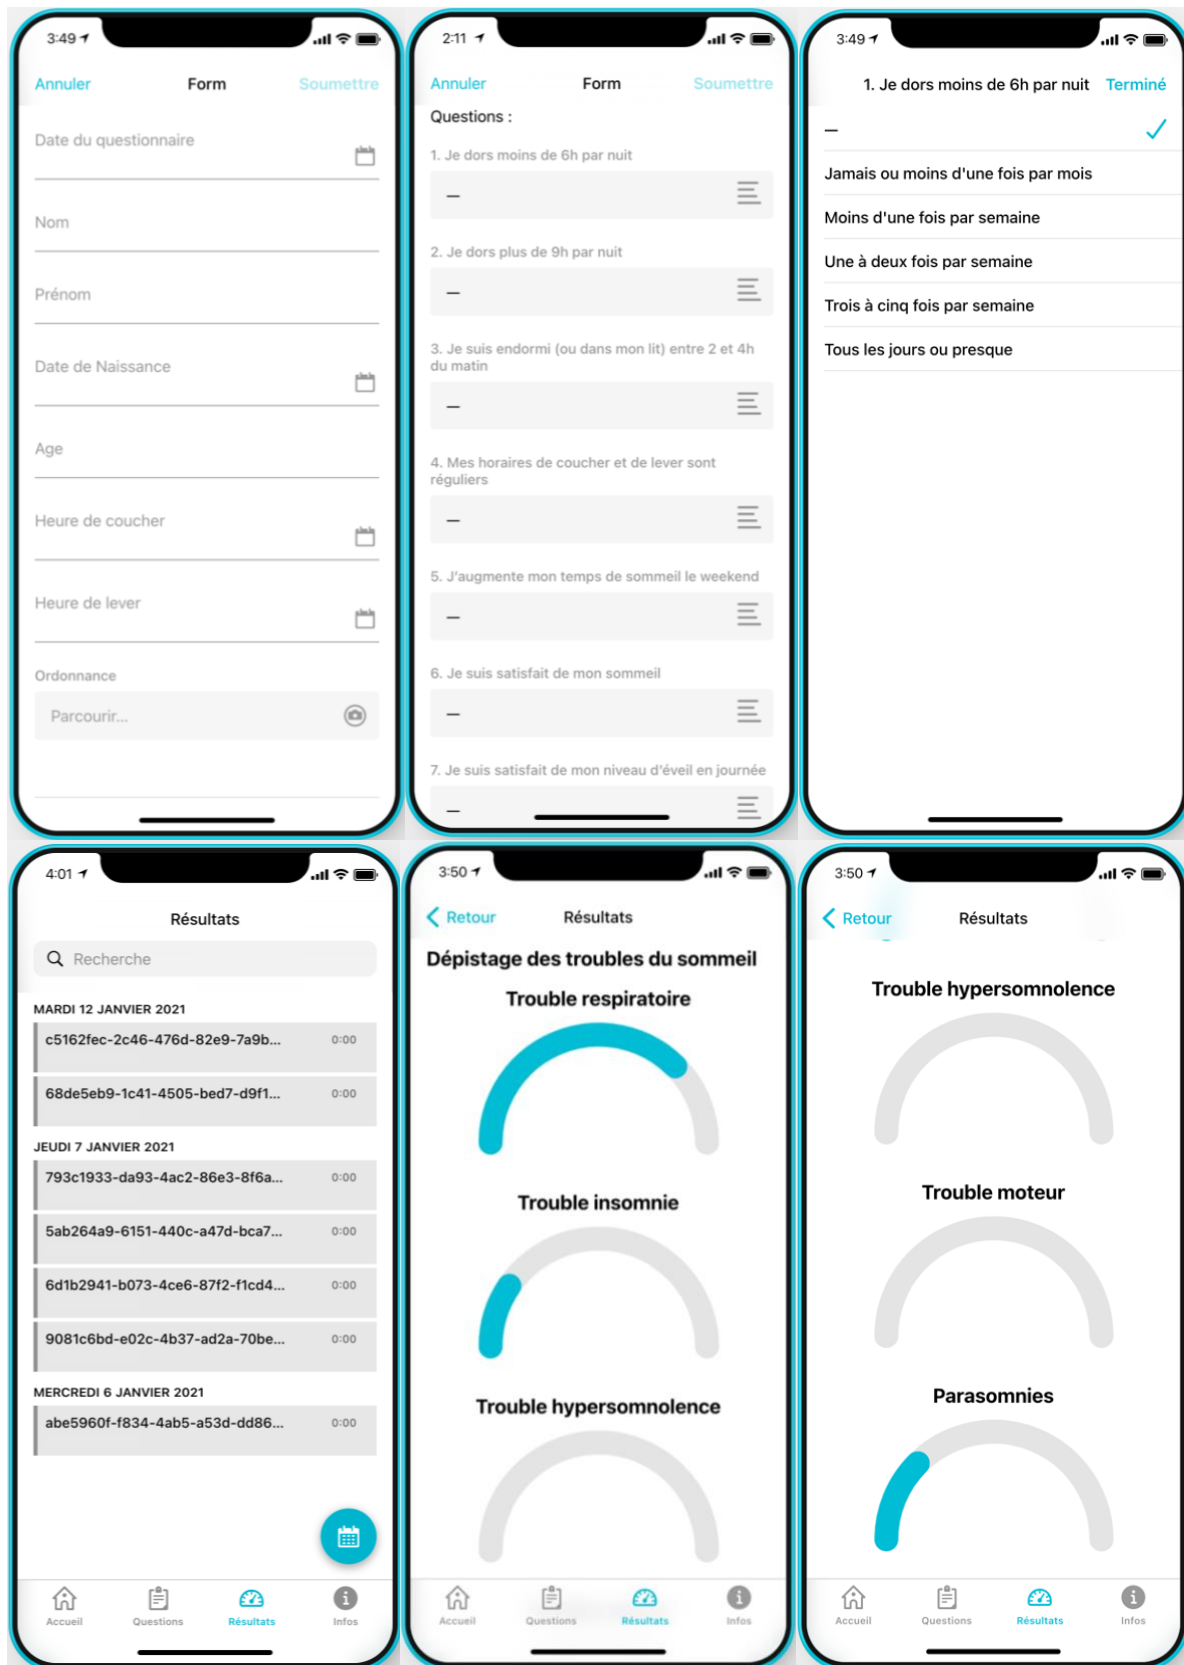 3:49
Annuler Form Soumettre
Date du questionnaire
Nom
Prénom
Date de Naissance
Age
Heure de coucher
Heure de lever
Ordonnance
Parcourir...
2:11
Annuler Form Soumettre
Questions :
1. Je dors moins de 6h par nuit
—
2. Je dors plus de 9h par nuit
—
3. Je suis endormi (ou dans mon lit) entre 2 et 4h
du matin
—
4. Mes horaires de coucher et de lever sont
réguliers
—
5. J'augmente mon temps de sommeil le weekend
—
6. Je suis satisfait de mon sommeil
—
7. Je suis satisfait de mon niveau d'éveil en journée
—
3:49
1. Je dors moins de 6h par nuit Terminé
—
Jamais ou moins d'une fois par mois
Moins d'une fois par semaine
Une à deux fois par semaine
Trois à cinq fois par semaine
Tous les jours ou presque
4:01
Résultats
Recherche
MARDI 12 JANVIER 2021
c5162fec-2c46-476d-82e9-7a9b... 0:00
68de5eb9-1c41-4505-bed7-d9f1... 0:00
JEUDI 7 JANVIER 2021
793c1933-da93-4ac2-86e3-8f6a... 0:00
5ab264a9-6151-440c-a47d-bca7... 0:00
6d1b2941-b073-4ce6-87f2-f1cd4... 0:00
9081c6bd-e02c-4b37-ad2a-70be... 0:00
MERCREDI 6 JANVIER 2021
abe5960f-f834-4ab5-a53d-dd86... 0:00
Accueil Questions Résultats Infos
3:50
Retour Résultats
Dépistage des troubles du sommeil
Trouble respiratoire
Trouble insomnie
Trouble hypersomnolence
Accueil Questions Résultats Infos
3:50
Retour Résultats
Trouble hypersomnolence
Trouble moteur
Parasomnies
Accueil Questions Résultats Infos